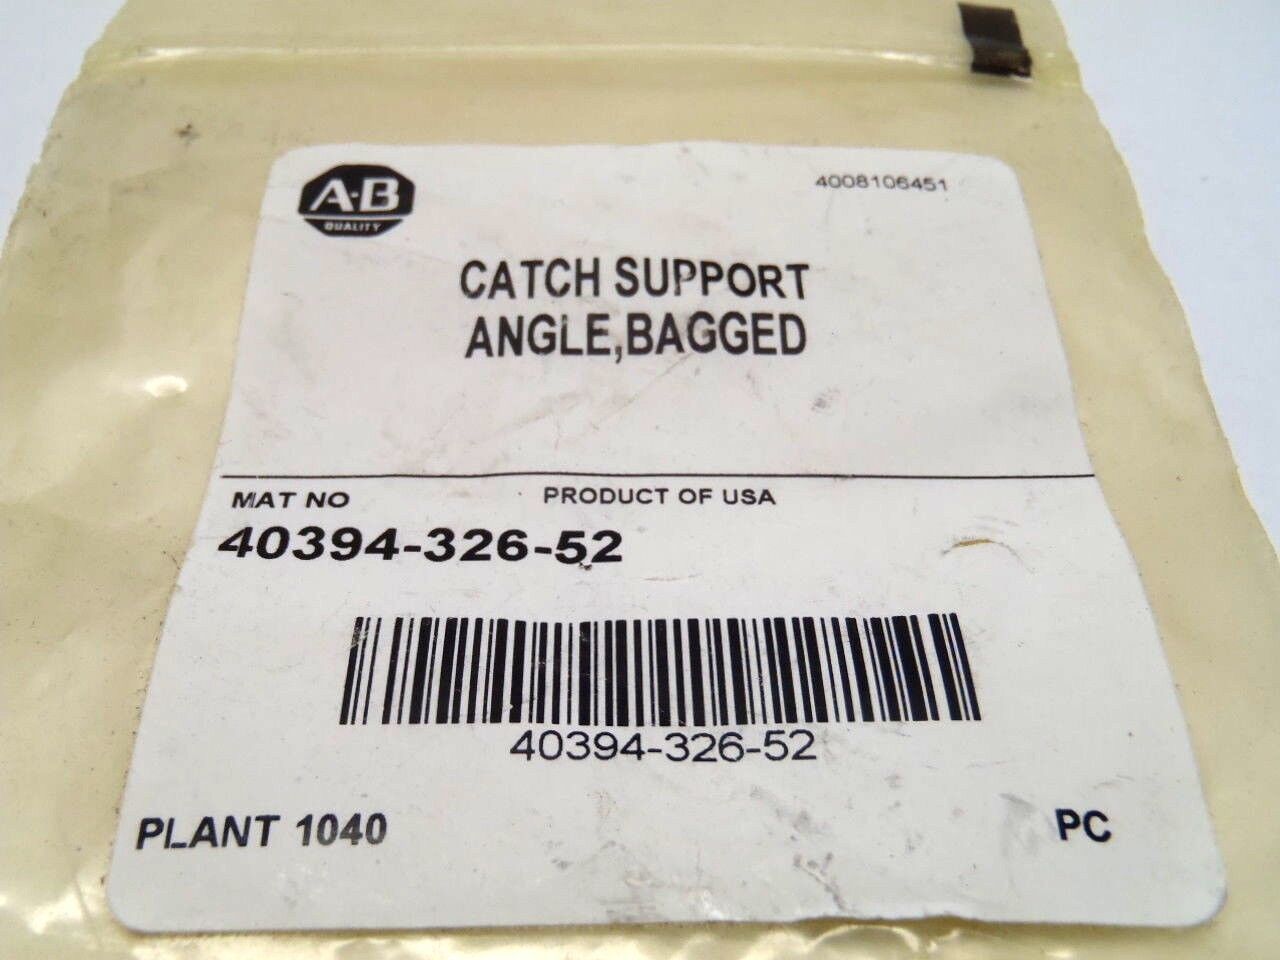 A-B
QUALITY
4008106451
CATCH SUPPORT
ANGLE,BAGGED
MAT NO
PRODUCT OF USA
40394-326-52
40394-326-52
PLANT 1040
PC